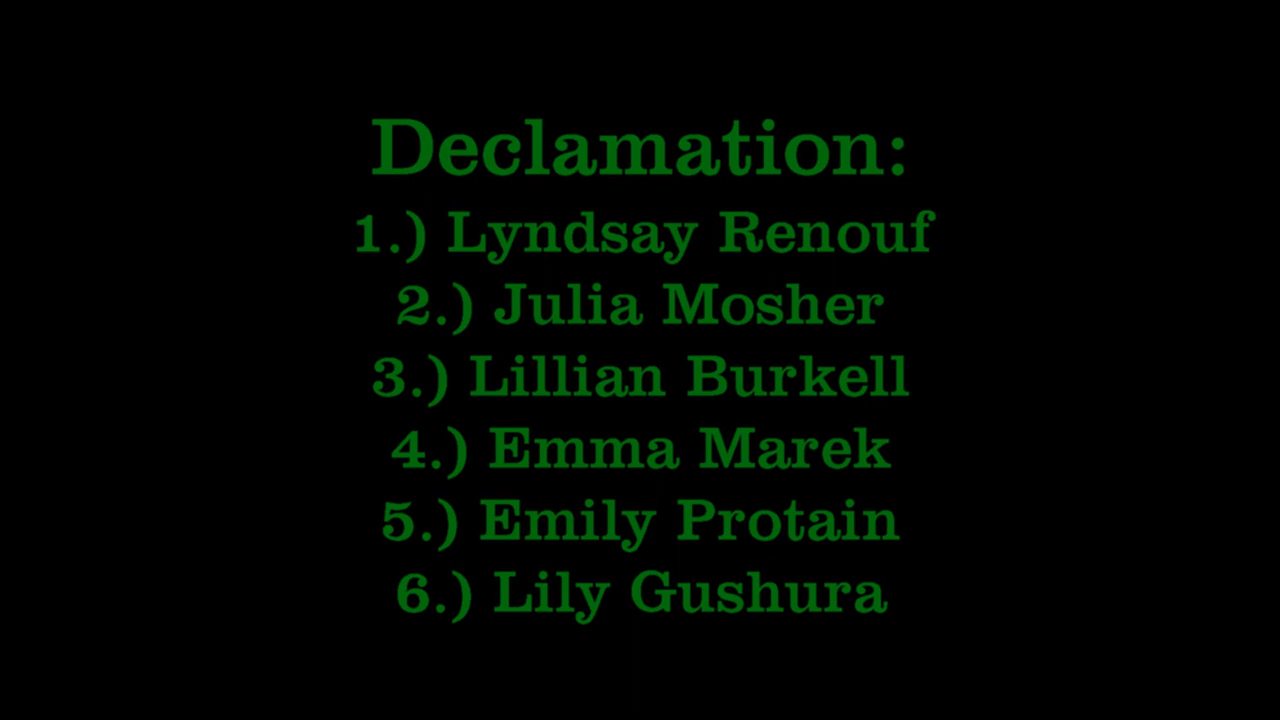 Declamation:
1.) Lyndsay Renouf
2.) Julia Mosher
3.) Lillian Burkell
4.) Emma Marek
5.) Emily Protain
6.) Lily Gushura